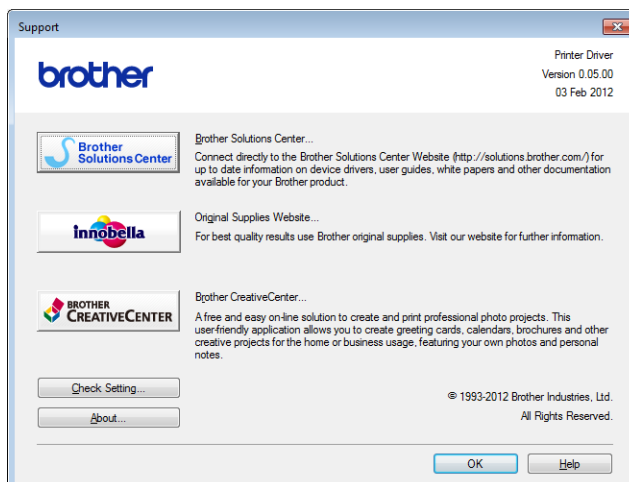 Support
brother
Printer Driver
Version 0.05.00
03 Feb 2012
Brother
Solutions Center
Brother Solutions Center...
Connect directly to the Brother Solutions Center Website (http://solutions.brother.com/) for
up to date information on device drivers, user guides, white papers and other documentation
available for your Brother product.
innobella
Original Supplies Website...
For best quality results use Brother original supplies. Visit our website for further information.
BROTHER
CREATIVECENTER
Brother CreativeCenter...
A free and easy on-line solution to create and print professional photo projects. This
user-friendly application allows you to create greeting cards, calendars, brochures and other
creative projects for the home or business usage, featuring your own photos and personal
notes.
Check Setting...
About...
© 1993-2012 Brother Industries, Ltd.
All Rights Reserved.
OK
Help